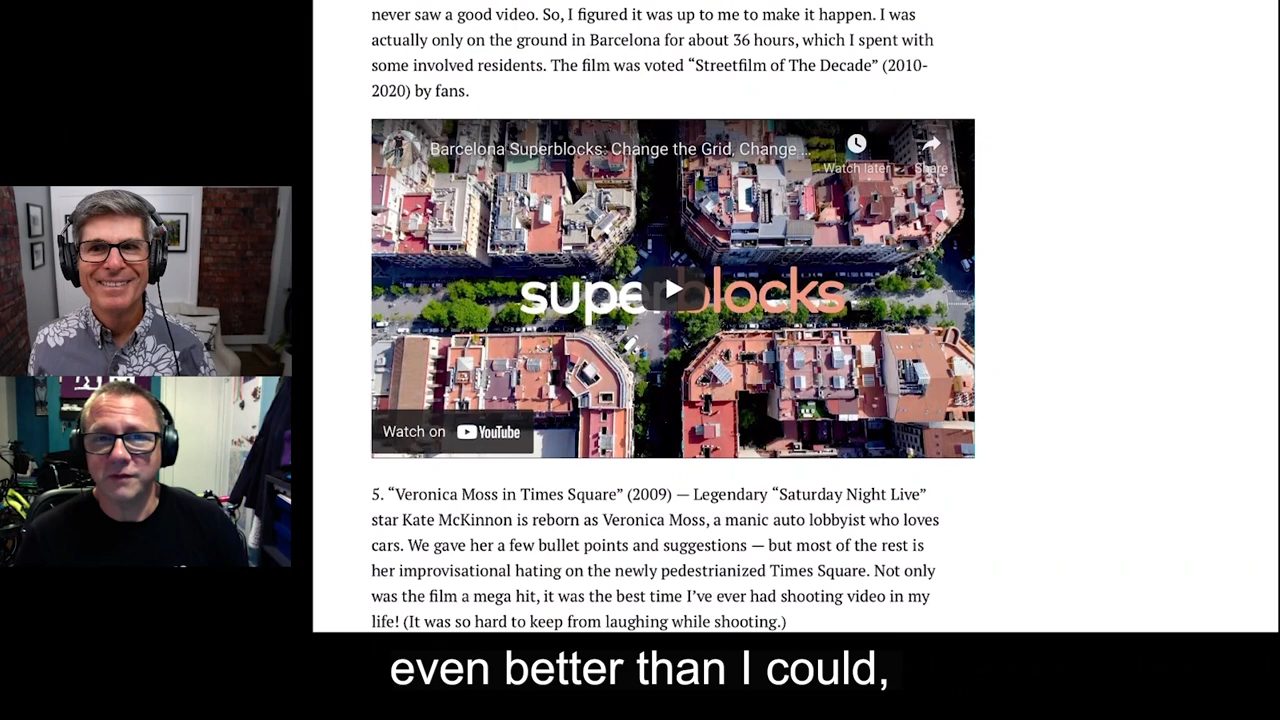 never saw a good video. So, I figured it was up to me to make it happen. I was
actually only on the ground in Barcelona for about 36 hours, which I spent with
some involved residents. The film was voted “Streetfilm of The Decade” (2010-
2020) by fans.
Barcelona Superblocks: Change the Grid, Change ...
Watch later
Share
superblocks
Watch on YouTube
5. “Veronica Moss in Times Square” (2009) — Legendary “Saturday Night Live”
star Kate McKinnon is reborn as Veronica Moss, a manic auto lobbyist who loves
cars. We gave her a few bullet points and suggestions — but most of the rest is
her improvisational hating on the newly pedestrianized Times Square. Not only
was the film a mega hit, it was the best time I’ve ever had shooting video in my
life! (It was so hard to keep from laughing while shooting.)
even better than I could,